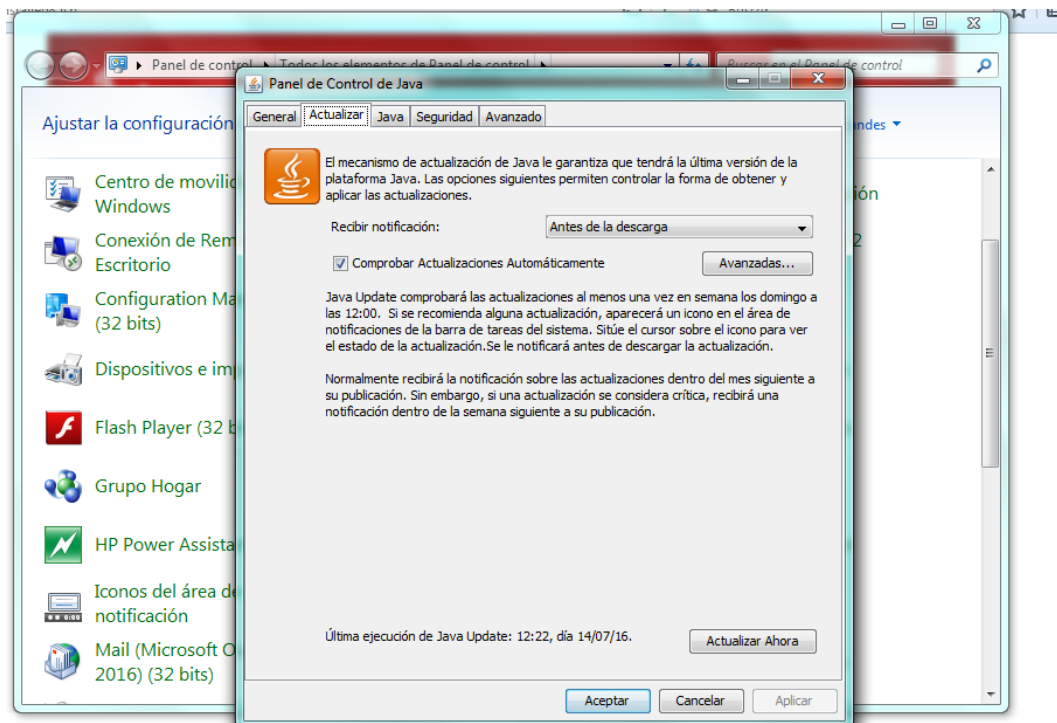 Panel de control ▸ Todos los elementos de Panel de control ▸
Buscar en el Panel de control
Ajustar la configuración
andes
Centro de movilid
Windows
Conexión de Rem
Escritorio
Configuration Ma
(32 bits)
Dispositivos e imp
Flash Player (32 b
Grupo Hogar
HP Power Assista
Iconos del área de
notificación
Mail (Microsoft O
2016) (32 bits)
ión
2
Panel de Control de Java
General Actualizar Java Seguridad Avanzado
El mecanismo de actualización de Java le garantiza que tendrá la última versión de la
plataforma Java. Las opciones siguientes permiten controlar la forma de obtener y
aplicar las actualizaciones.
Recibir notificación: Antes de la descarga
Comprobar Actualizaciones Automáticamente Avanzadas...
Java Update comprobará las actualizaciones al menos una vez en semana los domingo a
las 12:00. Si se recomienda alguna actualización, aparecerá un icono en el área de
notificaciones de la barra de tareas del sistema. Sitúe el cursor sobre el icono para ver
el estado de la actualización.Se le notificará antes de descargar la actualización.
Normalmente recibirá la notificación sobre las actualizaciones dentro del mes siguiente a
su publicación. Sin embargo, si una actualización se considera crítica, recibirá una
notificación dentro de la semana siguiente a su publicación.
Última ejecución de Java Update: 12:22, día 14/07/16. Actualizar Ahora
Aceptar Cancelar Aplicar